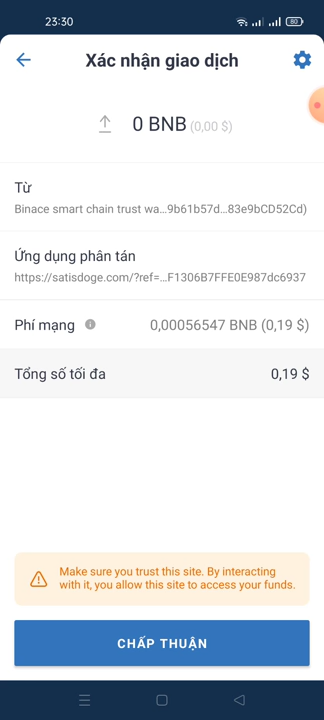 23:30
80
Xác nhận giao dịch
0 BNB (0,00 $)
Từ
Binace smart chain trust wa...9b61b57d...83e9bCD52Cd)
Ứng dụng phân tán
https://satisdoge.com/?ref=...F1306B7FFE0E987dc6937
Phí mạng
0,00056547 BNB (0,19 $)
Tổng số tối đa
0,19 $
Make sure you trust this site. By interacting
with it, you allow this site to access your funds.
CHẤP THUẬN